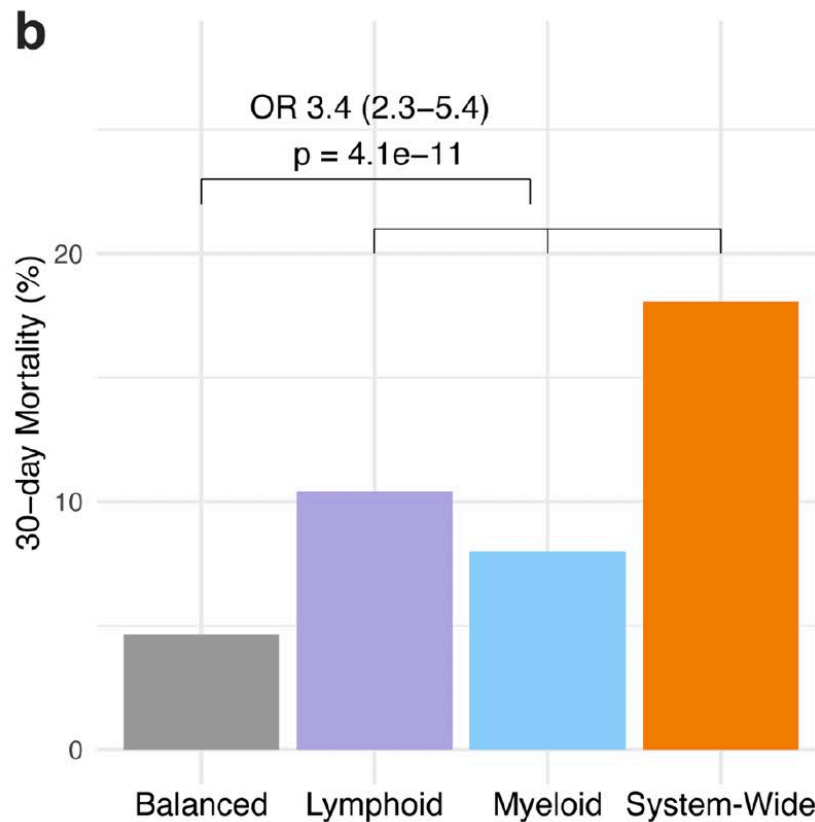 b
OR 3.4 (2.3–5.4)
p = 4.1e–11
30–day Mortality (%)
20
10
0
Balanced Lymphoid Myeloid System-Wide